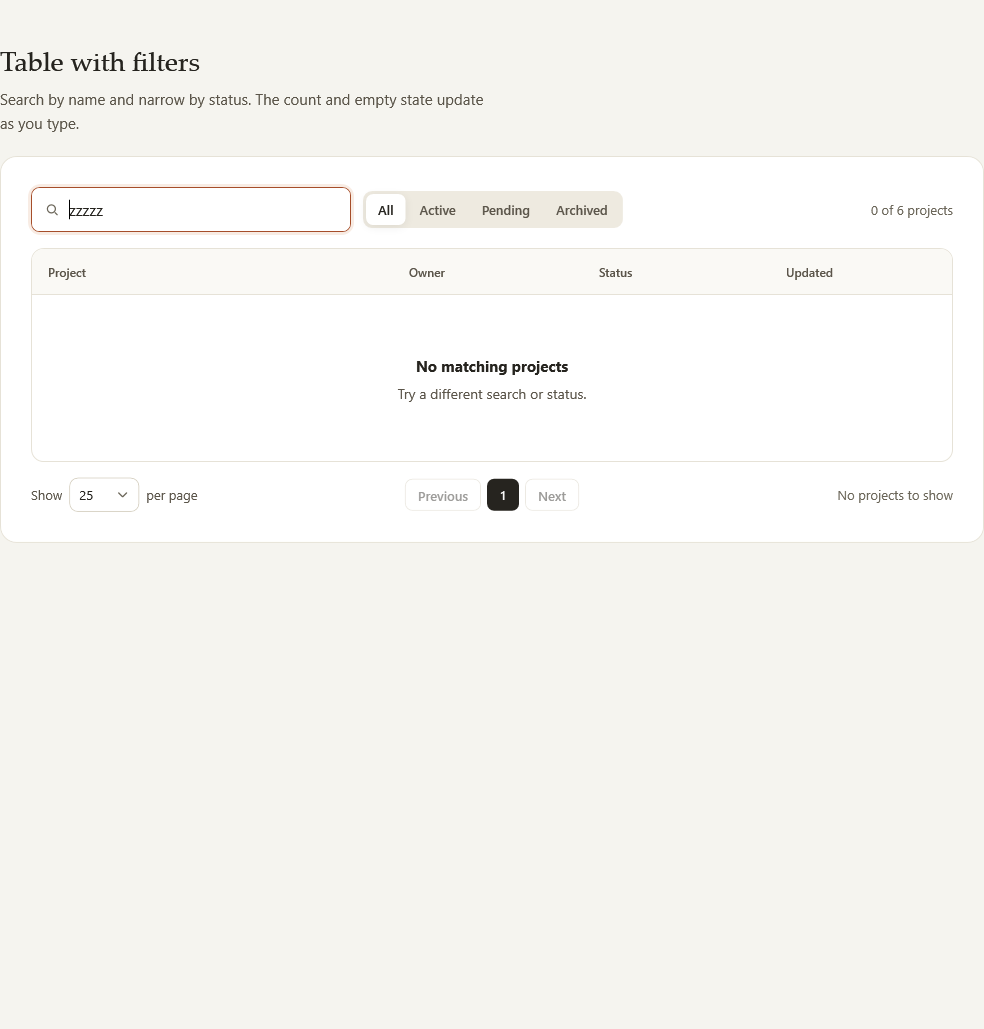 Table with filters
Search by name and narrow by status. The count and empty state update
as you type.
zzzzz
All Active Pending Archived
0 of 6 projects
Project Owner Status Updated
No matching projects
Try a different search or status.
Show 25 per page
Previous 1 Next
No projects to show